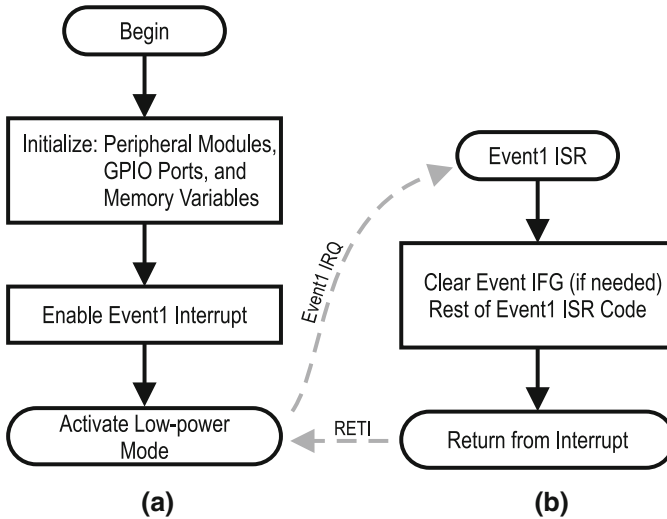 Begin
Initialize: Peripheral Modules,
GPIO Ports, and
Memory Variables
Enable Event1 Interrupt
Activate Low-power
Mode
(a)
Event1 IRQ
RETI
Event1 ISR
Clear Event IFG (if needed)
Rest of Event1 ISR Code
Return from Interrupt
(b)